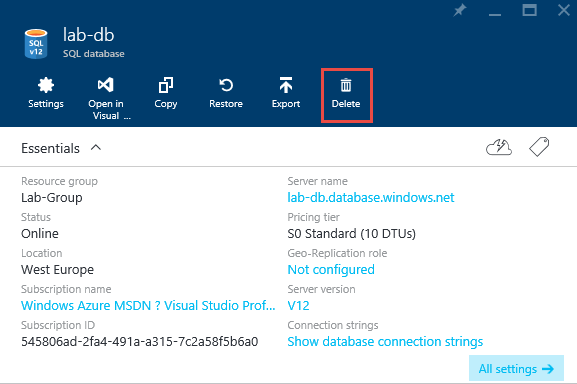 lab-db
SQL database
SQL
v12
Settings
Open in
Visual ...
Copy
Restore
Export
Delete
Essentials
Resource group
Lab-Group
Status
Online
Location
West Europe
Subscription name
Windows Azure MSDN ? Visual Studio Prof...
Subscription ID
545806ad-2fa4-491a-a315-7c2a58f5b6a0
Server name
lab-db.database.windows.net
Pricing tier
S0 Standard (10 DTUs)
Geo-Replication role
Not configured
Server version
V12
Connection strings
Show database connection strings
All settings →